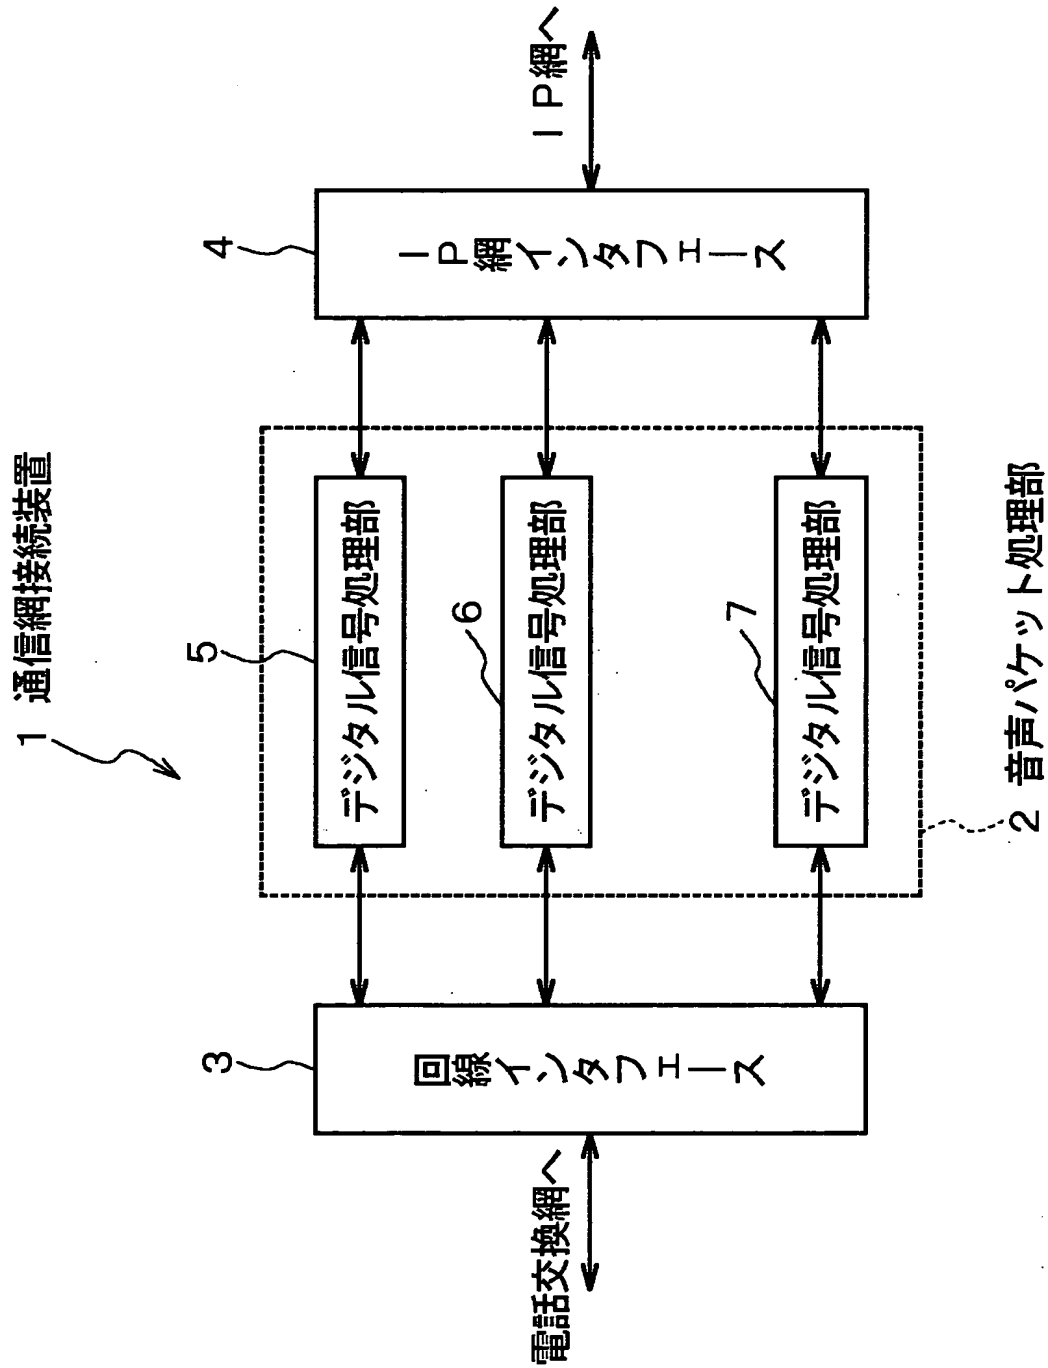 1 通信網接続装置
5
デジタル信号処理部
3
回線インタフェース
4
IP網インタフェース
電話交換網へ
IP網へ
6
デジタル信号処理部
7
デジタル信号処理部
2 音声パケット処理部